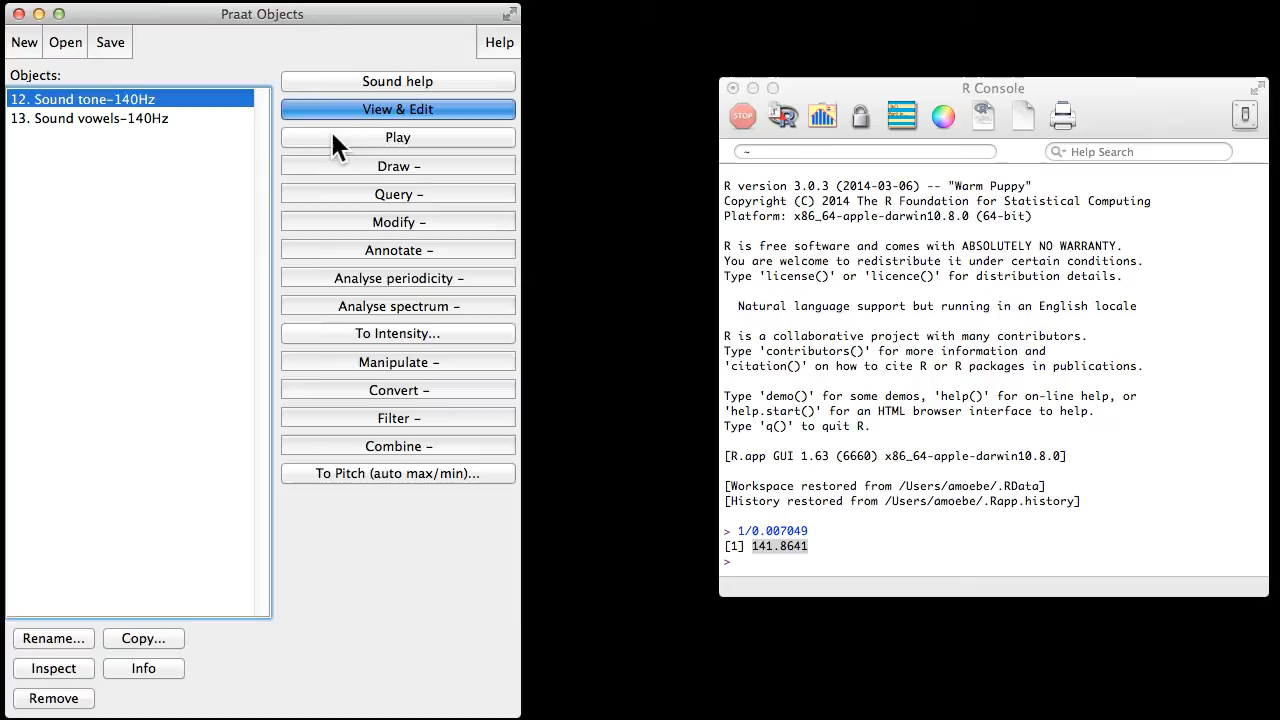 Praat Objects
New
Open
Save
Help
Objects:
12. Sound tone-140Hz
13. Sound vowels-140Hz
Sound help
View & Edit
Play
Draw -
Query -
Modify -
Annotate -
Analyse periodicity -
Analyse spectrum -
To Intensity...
Manipulate -
Convert -
Filter -
Combine -
To Pitch (auto max/min)...
Rename...
Copy...
Inspect
Info
Remove
R Console
STOP
~
Help Search
R version 3.0.3 (2014-03-06) -- "Warm Puppy"
Copyright (C) 2014 The R Foundation for Statistical Computing
Platform: x86_64-apple-darwin10.8.0 (64-bit)
R is free software and comes with ABSOLUTELY NO WARRANTY.
You are welcome to redistribute it under certain conditions.
Type 'license()' or 'licence()' for distribution details.
Natural language support but running in an English locale
R is a collaborative project with many contributors.
Type 'contributors()' for more information and
'citation()' on how to cite R or R packages in publications.
Type 'demo()' for some demos, 'help()' for on-line help, or
'help.start()' for an HTML browser interface to help.
Type 'q()' to quit R.
[R.app GUI 1.63 (6660) x86_64-apple-darwin10.8.0]
[Workspace restored from /Users/amoebe/.RData]
[History restored from /Users/amoebe/.Rapp.history]
> 1/0.007049
[1] 141.8641
>